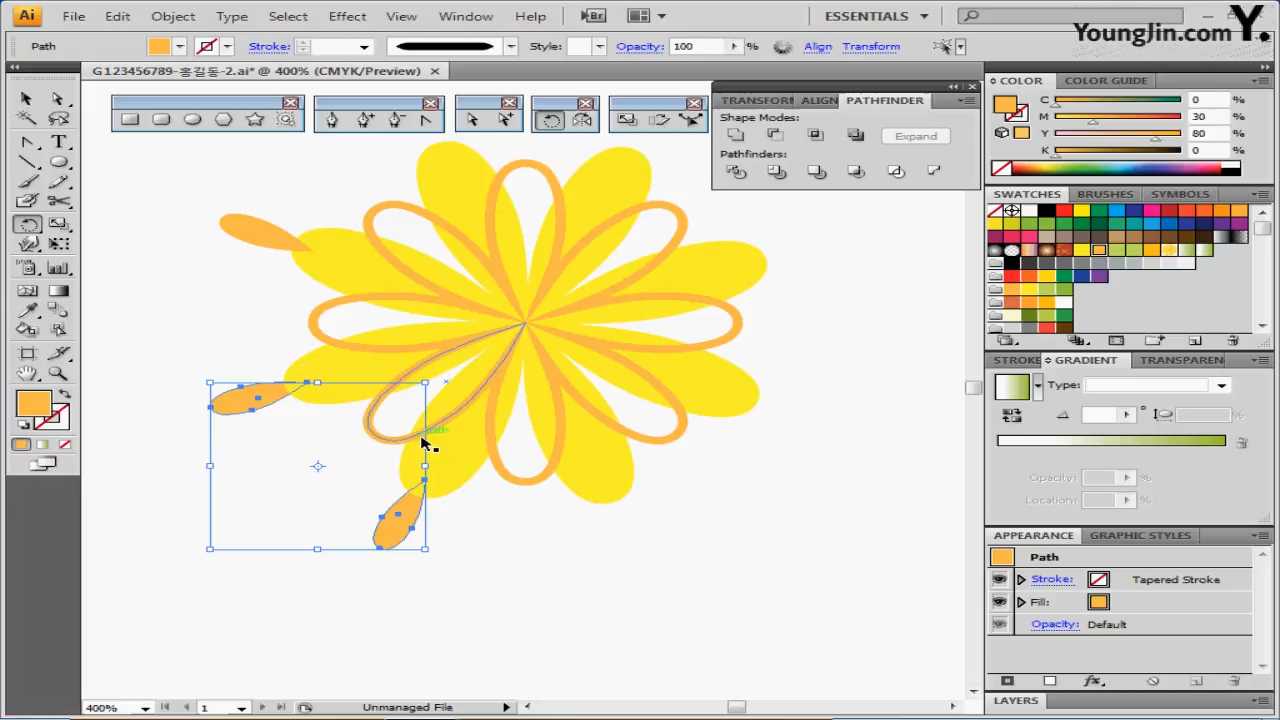 Ai File Edit Object Type Select Effect View Window Help Br ESSENTIALS
YoungJin.com Y.
Path Stroke: Style: Opacity: 100 % Align Transform
G123456789-홍길동-2.ai* @ 400% (CMYK/Preview)
TRANSFORM ALIGN PATHFINDER
Shape Modes:
Expand
Pathfinders:
COLOR COLOR GUIDE
C 0 %
M 30 %
Y 80 %
K 0 %
SWATCHES BRUSHES SYMBOLS
STROKE GRADIENT TRANSPAREN
Type:
%
Opacity: %
Location: %
path
APPEARANCE GRAPHIC STYLES
Path
Stroke: Tapered Stroke
Fill:
Opacity: Default
fx
LAYERS
400% 1 Unmanaged File